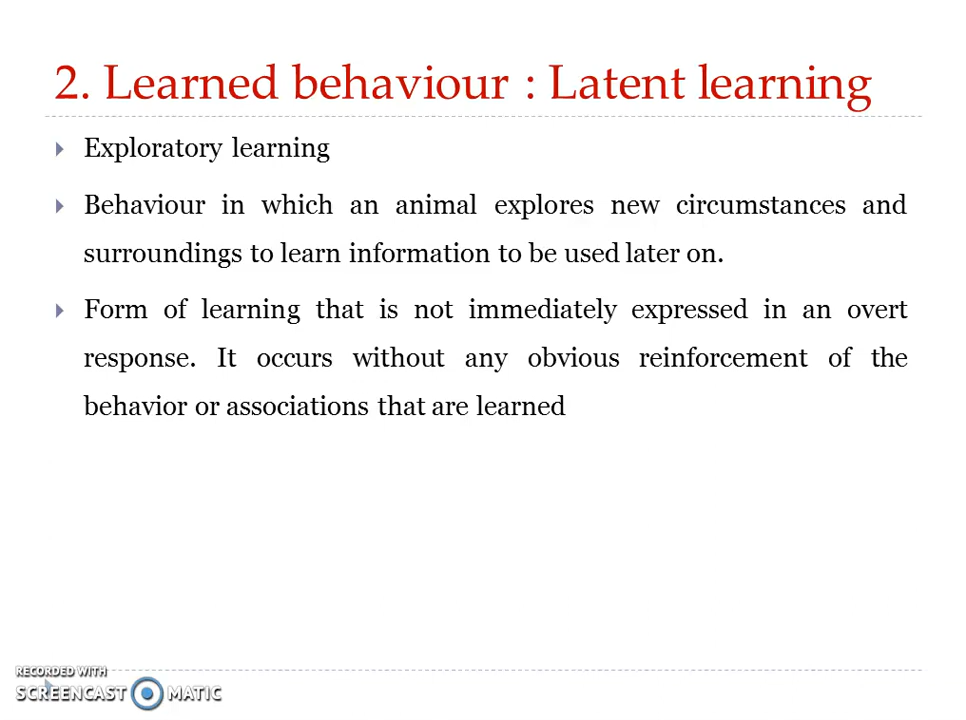 2. Learned behaviour : Latent learning
Exploratory learning
Behaviour in which an animal explores new circumstances and
surroundings to learn information to be used later on.
Form of learning that is not immediately expressed in an overt
response. It occurs without any obvious reinforcement of the
behavior or associations that are learned
RECORDED WITH
SCREENCAST MATIC